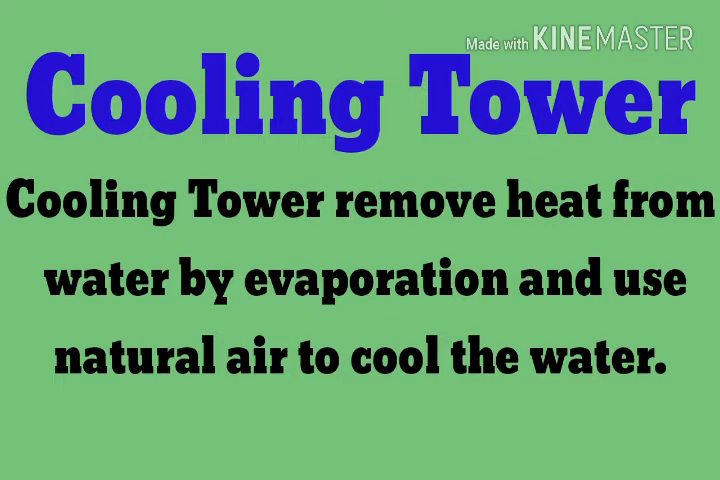 Made with KINEMASTER
Cooling Tower
Cooling Tower remove heat from
water by evaporation and use
natural air to cool the water.